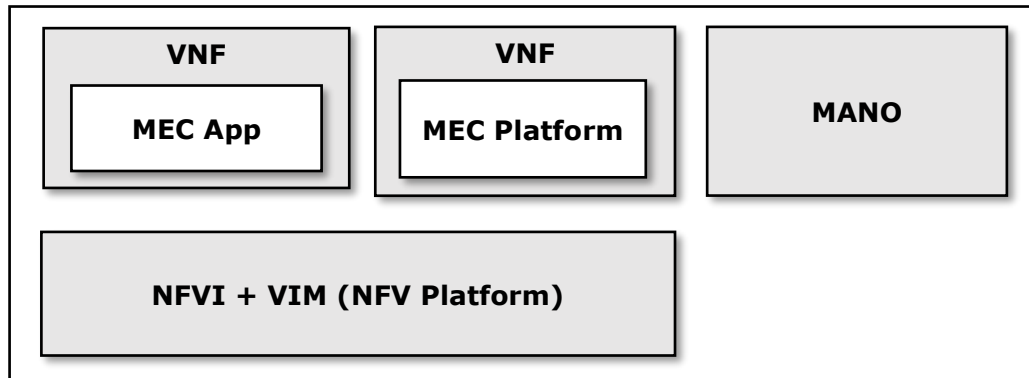 VNF
MEC App
VNF
MEC Platform
MANO
NFVI + VIM (NFV Platform)